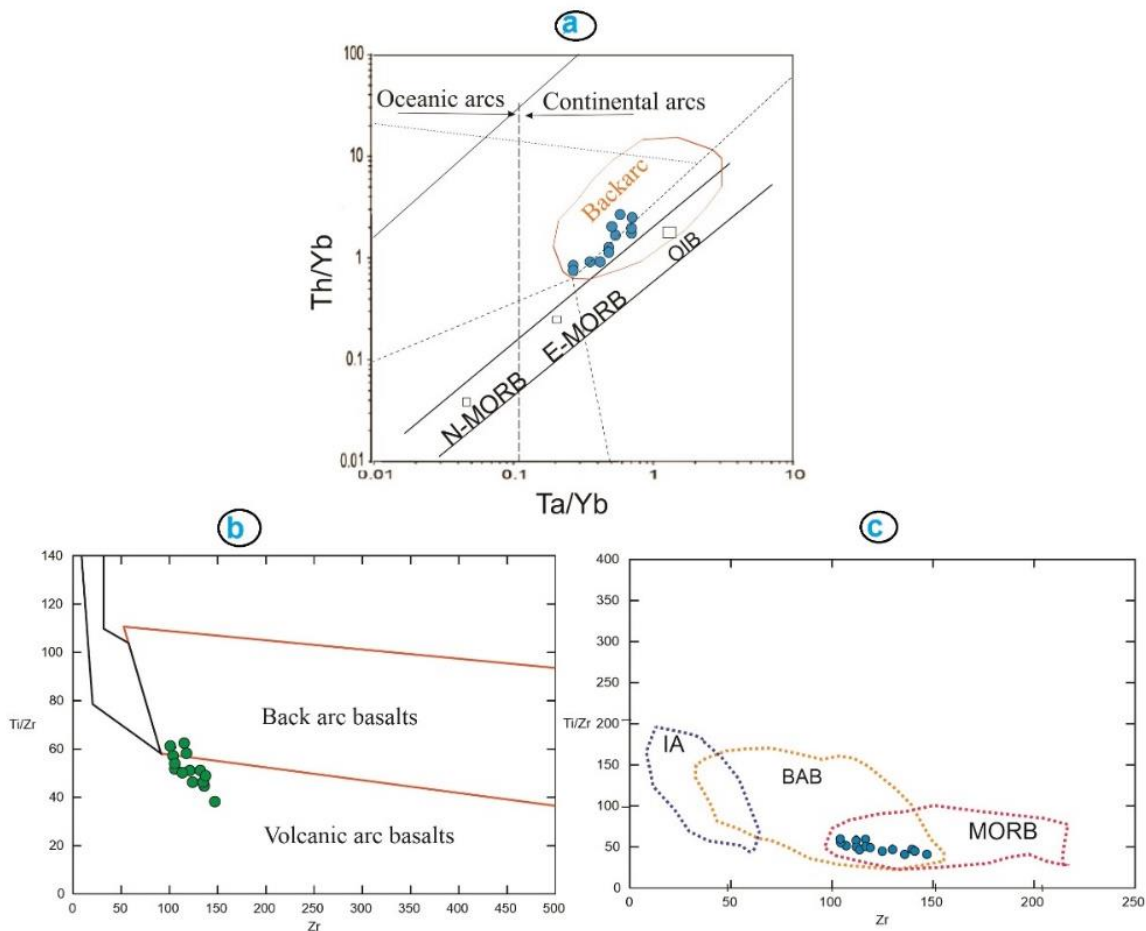 a
100
10
1
0.1
0.01
Th/Yb
Oceanic arcs
Continental arcs
Backarc
OIB
E-MORB
N-MORB
0.01
0.1
1
10
Ta/Yb
b
140
120
100
80
60
40
20
0
Ti/Zr
Back arc basalts
Volcanic arc basalts
0
50
100
150
200
250
300
350
400
450
500
Zr
c
400
350
300
250
200
150
100
50
0
Ti/Zr
IA
BAB
MORB
0
50
100
150
200
250
Zr